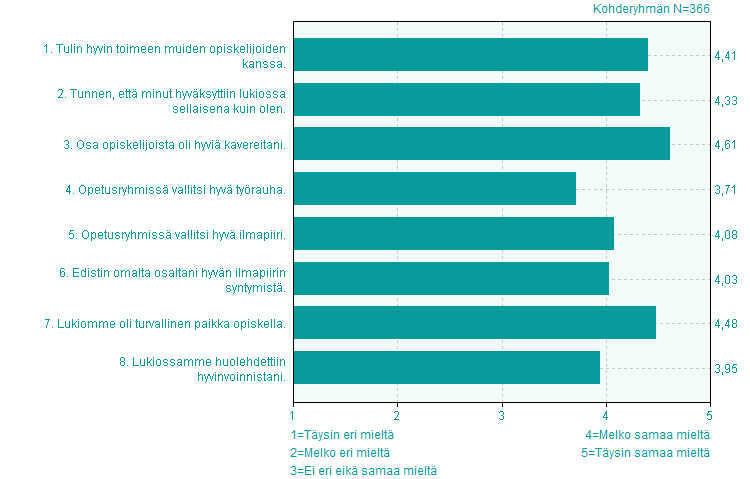 Kohderyhmän N=366
1. Tulin hyvin toimeen muiden opiskelijoiden
kanssa.
4,41
2. Tunnen, että minut hyväksyttiin lukiossa
sellaisena kuin olen.
4,33
3. Osa opiskelijoista oli hyviä kavereitani.
4,61
4. Opetusryhmissä vallitsi hyvä työrauha.
3,71
5. Opetusryhmissä vallitsi hyvä ilmapiiri.
4,08
6. Edistin omalta osaltani hyvän ilmapiirin
syntymistä.
4,03
7. Lukiomme oli turvallinen paikka opiskella.
4,48
8. Lukiossamme huolehdettiin
hyvinvoinnistani.
3,95
1 2 3 4 5
1=Täysin eri mieltä 4=Melko samaa mieltä
2=Melko eri mieltä 5=Täysin samaa mieltä
3=Ei eri eikä samaa mieltä